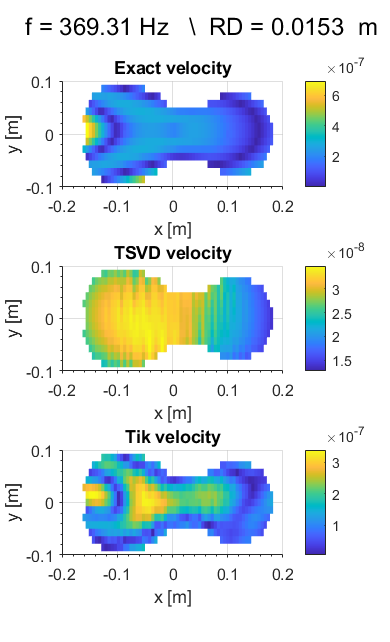 f = 369.31 Hz \ RD = 0.0153 m
Exact velocity
×10^-7
0.1
0
-0.1
y [m]
-0.2 -0.1 0 0.1 0.2
x [m]
6
4
2
TSVD velocity
×10^-8
0.1
0
-0.1
y [m]
-0.2 -0.1 0 0.1 0.2
x [m]
3
2.5
2
1.5
Tik velocity
×10^-7
0.1
0
-0.1
y [m]
-0.2 -0.1 0 0.1 0.2
x [m]
3
2
1